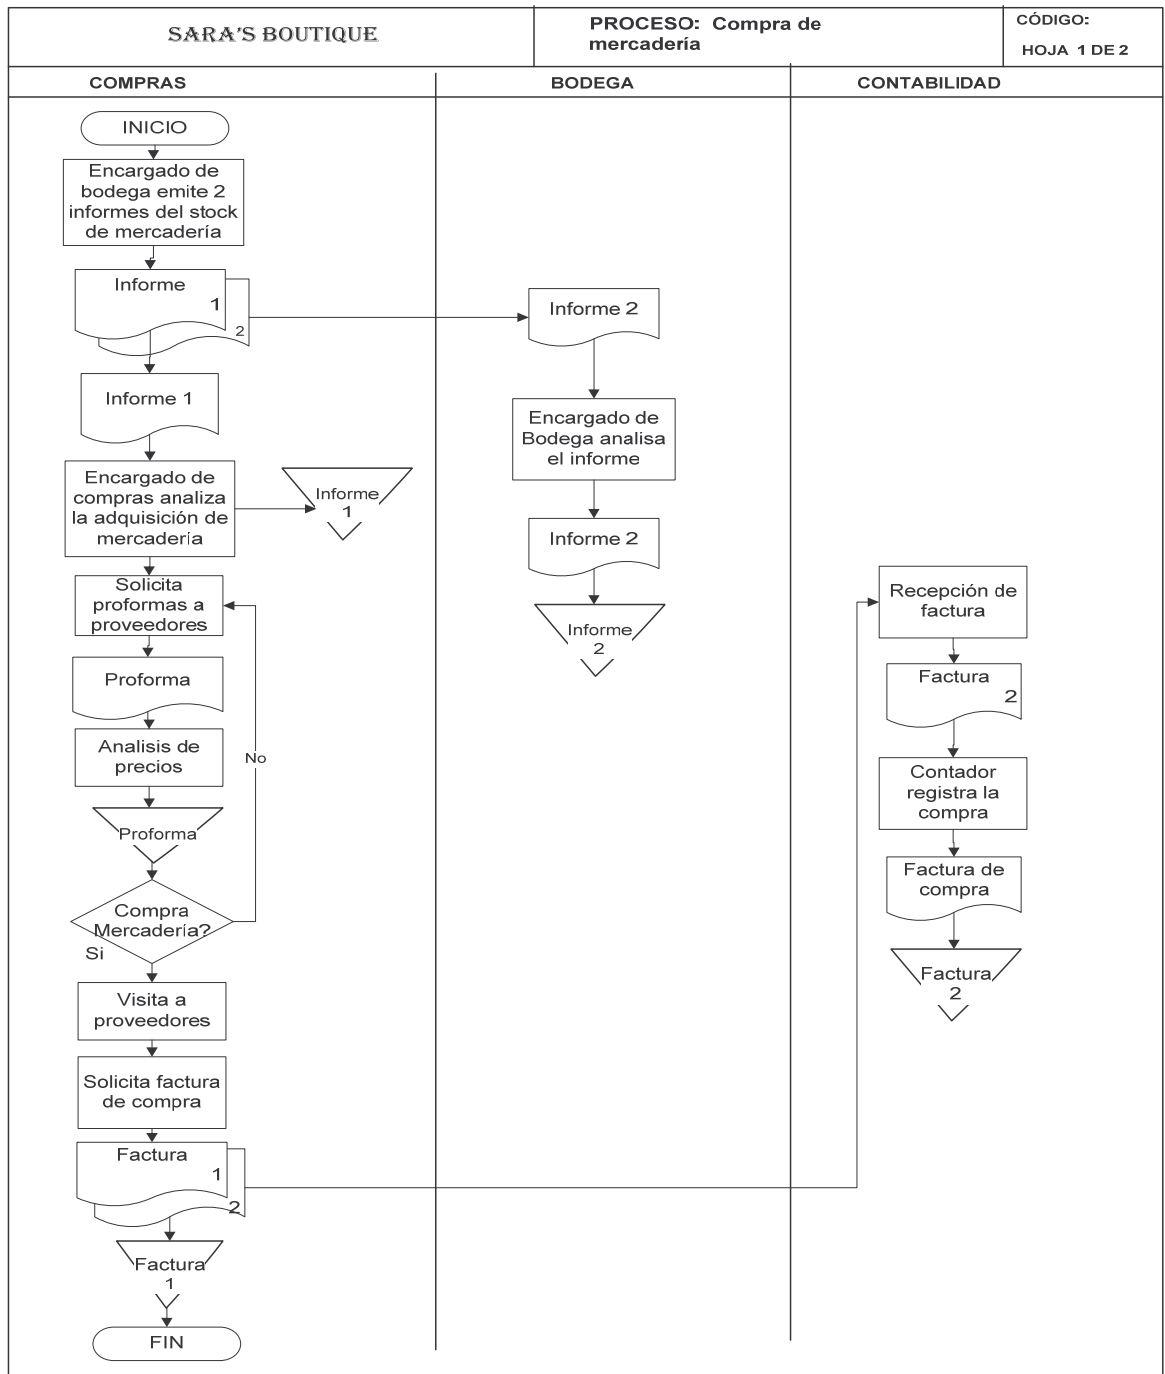 SARA'S BOUTIQUE
PROCESO: Compra de
mercadería
CÓDIGO:
HOJA 1 DE 2
COMPRAS
BODEGA
CONTABILIDAD
INICIO
Encargado de
bodega emite 2
informes del stock
de mercadería
Informe
1
2
Informe 1
Encargado de
compras analiza
la adquisición de
mercadería
Informe
1
Solicita
proformas a
proveedores
Proforma
Analisis de
precios
No
Proforma
Compra
Mercadería?
Si
Visita a
proveedores
Solicita factura
de compra
Factura
1
2
Factura
1
FIN
Informe 2
Encargado de
Bodega analisa
el informe
Informe 2
Informe
2
Recepción de
factura
Factura
2
Contador
registra la
compra
Factura de
compra
Factura
2